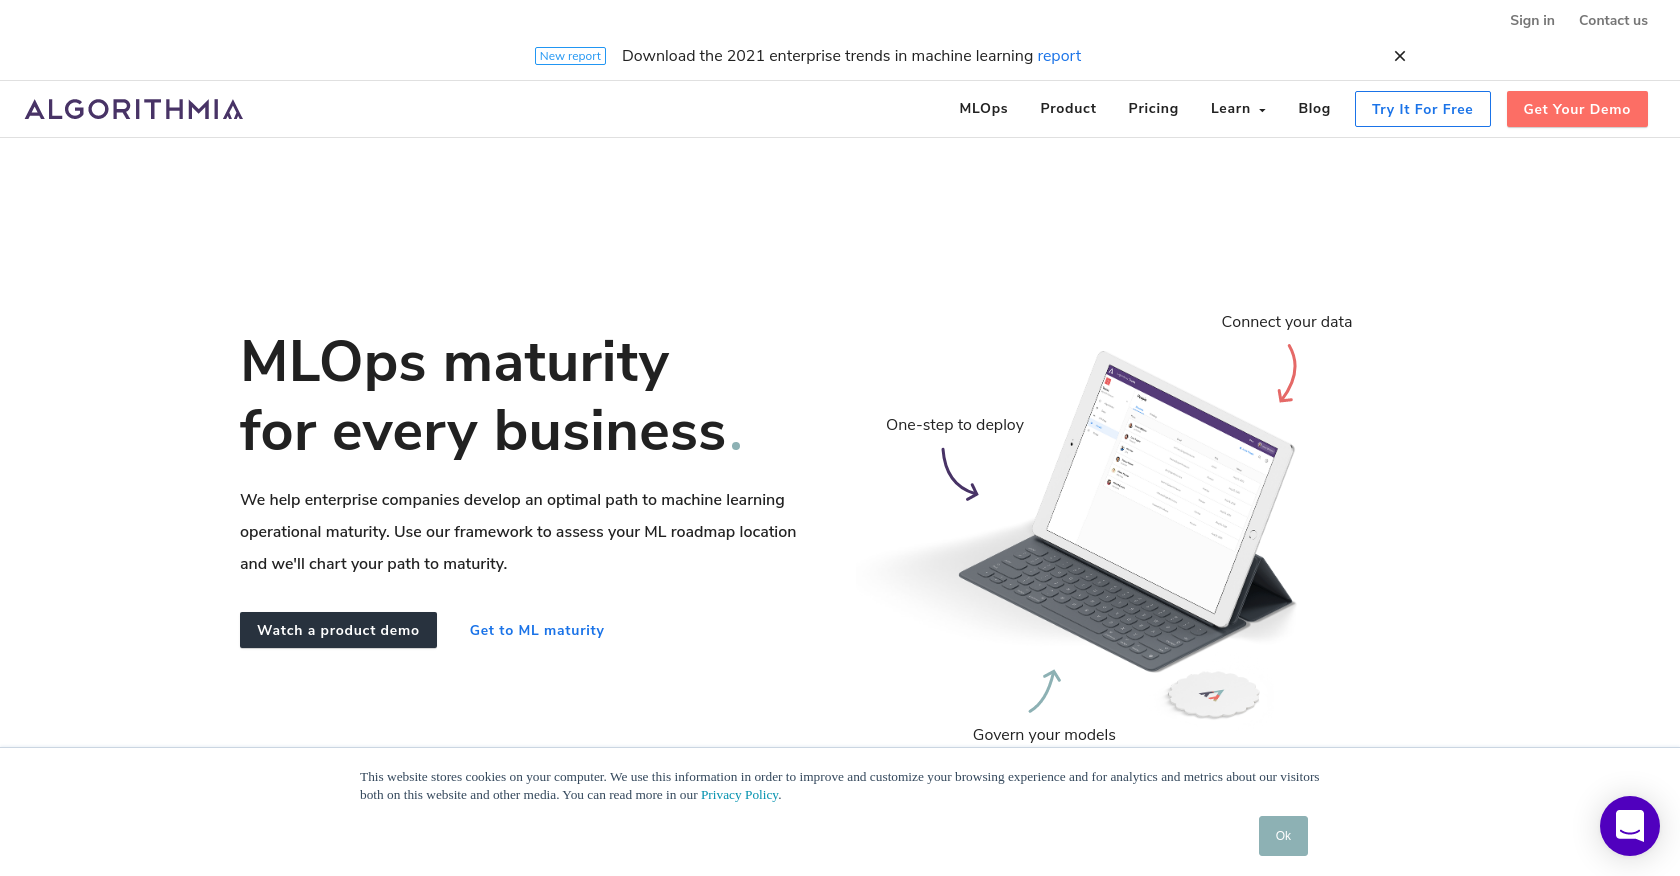 Sign in
Contact us
New report
Download the 2021 enterprise trends in machine learning report
ALGORITHMIA
MLOps
Product
Pricing
Learn
Blog
Try It For Free
Get Your Demo
Connect your data
MLOps maturity
for every business.
One-step to deploy
We help enterprise companies develop an optimal path to machine learning
operational maturity. Use our framework to assess your ML roadmap location
and we'll chart your path to maturity.
Watch a product demo
Get to ML maturity
Govern your models
This website stores cookies on your computer. We use this information in order to improve and customize your browsing experience and for analytics and metrics about our visitors
both on this website and other media. You can read more in our Privacy Policy.
Ok